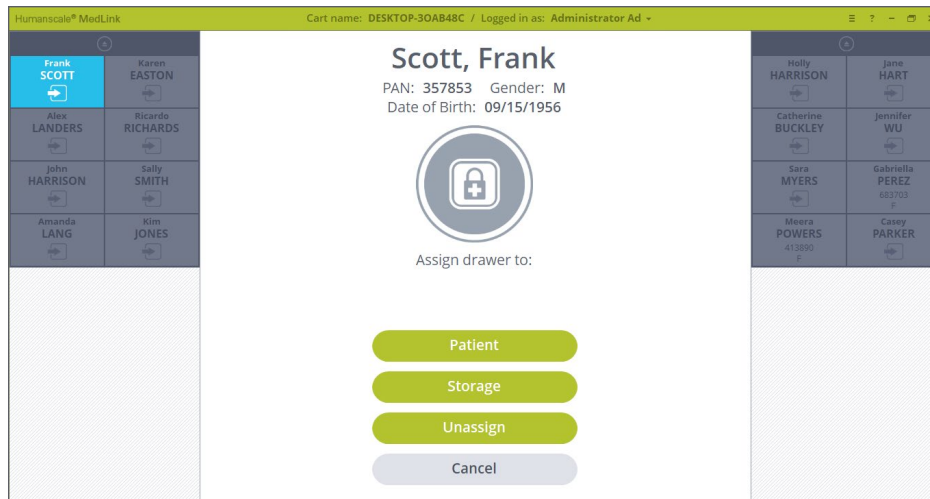 Humanscale® MedLink
Cart name: DESKTOP-3OAB48C / Logged in as: Administrator Ad
Frank
SCOTT
Karen
EASTON
Alex
LANDERS
Ricardo
RICHARDS
John
HARRISON
Sally
SMITH
Amanda
LANG
Kim
JONES
Scott, Frank
PAN: 357853 Gender: M
Date of Birth: 09/15/1956
Assign drawer to:
Patient
Storage
Unassign
Cancel
Holly
HARRISON
Jane
HART
Catherine
BUCKLEY
Jennifer
WU
Sara
MYERS
Gabriella
PEREZ
683703
F
Meera
POWERS
413890
F
Casey
PARKER